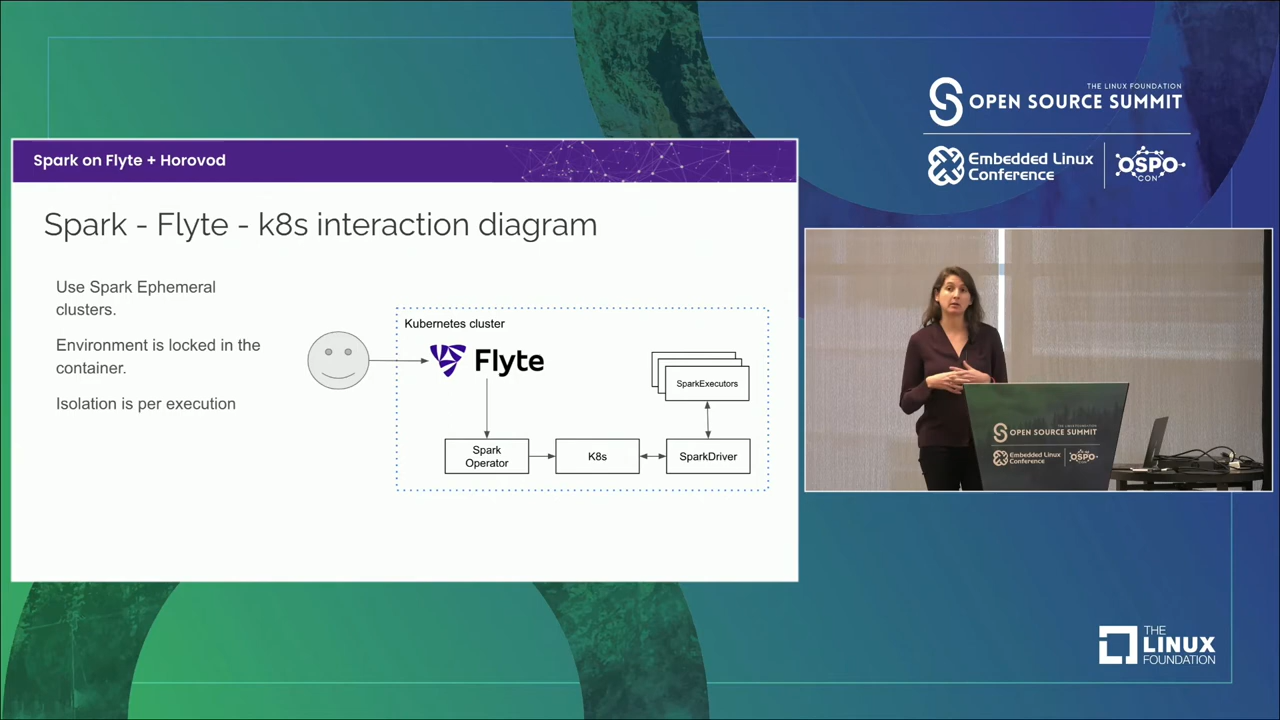 THE LINUX FOUNDATION
OPEN SOURCE SUMMIT
Embedded Linux
Conference
OSPO
CON
Spark on Flyte + Horovod
Spark - Flyte - k8s interaction diagram
Use Spark Ephemeral
clusters.
Environment is locked in the
container.
Isolation is per execution
Kubernetes cluster
Flyte
SparkExecutors
Spark
Operator
K8s
SparkDriver
OPEN SOURCE SUMMIT
Embedded Linux
Conference
OSPO
THE
LINUX
FOUNDATION